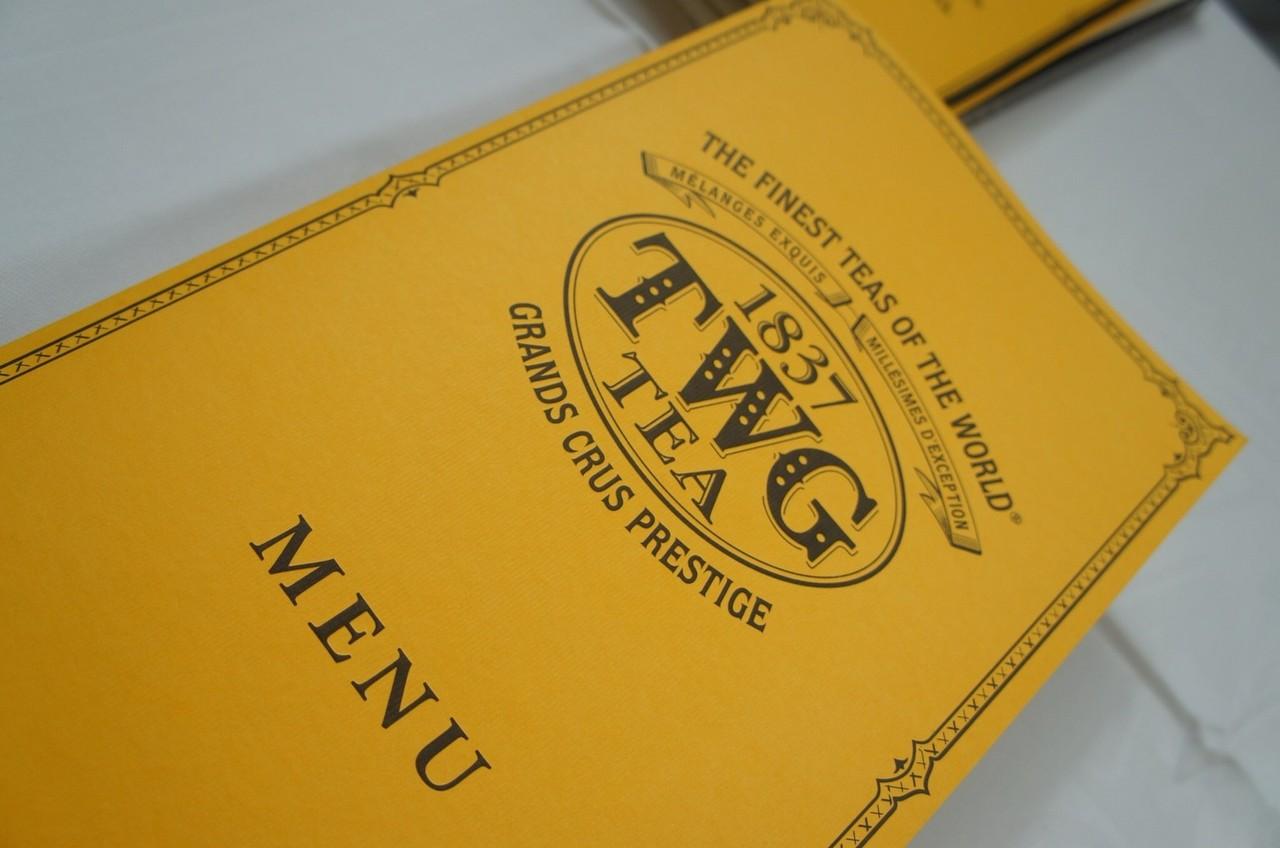 THE FINEST TEAS OF THE WORLD®
MÉLANGES EXQUIS
MILLÉSIMES D'EXCEPTION
1837
TWG
TEA
GRANDS CRUS PRESTIGE
MENU